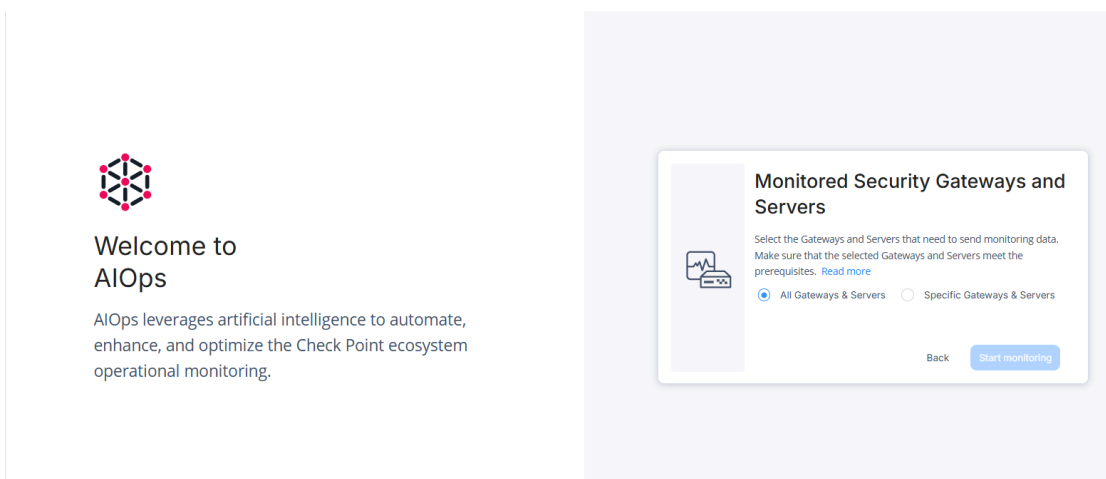 Welcome to
AIOps
AIOps leverages artificial intelligence to automate,
enhance, and optimize the Check Point ecosystem
operational monitoring.
Monitored Security Gateways and
Servers
Select the Gateways and Servers that need to send monitoring data.
Make sure that the selected Gateways and Servers meet the
prerequisites. Read more
All Gateways & Servers Specific Gateways & Servers
Back Start monitoring